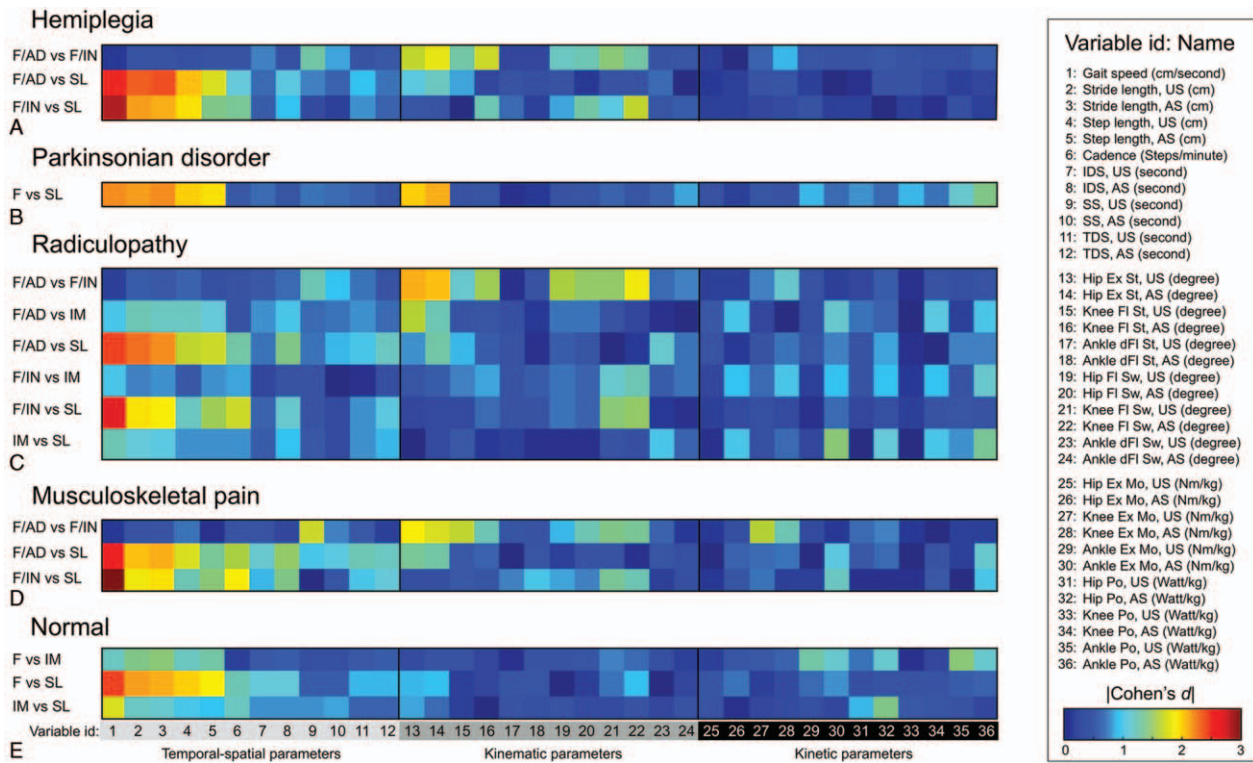 Hemiplegia
F/AD vs F/IN
F/AD vs SL
F/IN vs SL
A
Parkinsonian disorder
F vs SL
B
Radiculopathy
F/AD vs F/IN
F/AD vs IM
F/AD vs SL
F/IN vs IM
F/IN vs SL
IM vs SL
C
Musculoskeletal pain
F/AD vs F/IN
F/AD vs SL
F/IN vs SL
D
Normal
F vs IM
F vs SL
IM vs SL
Variable id: 1 2 3 4 5 6 7 8 9 10 11 12 13 14 15 16 17 18 19 20 21 22 23 24 25 26 27 28 29 30 31 32 33 34 35 36
E
Temporal-spatial parameters Kinematic parameters Kinetic parameters
Variable id: Name
1: Gait speed (cm/second)
2: Stride length, US (cm)
3: Stride length, AS (cm)
4: Step length, US (cm)
5: Step length, AS (cm)
6: Cadence (Steps/minute)
7: IDS, US (second)
8: IDS, AS (second)
9: SS, US (second)
10: SS, AS (second)
11: TDS, US (second)
12: TDS, AS (second)
13: Hip Ex St, US (degree)
14: Hip Ex St, AS (degree)
15: Knee Fl St, US (degree)
16: Knee Fl St, AS (degree)
17: Ankle dFl St, US (degree)
18: Ankle dFl St, AS (degree)
19: Hip Fl Sw, US (degree)
20: Hip Fl Sw, AS (degree)
21: Knee Fl Sw, US (degree)
22: Knee Fl Sw, AS (degree)
23: Ankle dFl Sw, US (degree)
24: Ankle dFl Sw, AS (degree)
25: Hip Ex Mo, US (Nm/kg)
26: Hip Ex Mo, AS (Nm/kg)
27: Knee Ex Mo, US (Nm/kg)
28: Knee Ex Mo, AS (Nm/kg)
29: Ankle Ex Mo, US (Nm/kg)
30: Ankle Ex Mo, AS (Nm/kg)
31: Hip Po, US (Watt/kg)
32: Hip Po, AS (Watt/kg)
33: Knee Po, US (Watt/kg)
34: Knee Po, AS (Watt/kg)
35: Ankle Po, US (Watt/kg)
36: Ankle Po, AS (Watt/kg)
|Cohen's d|
0 1 2 3